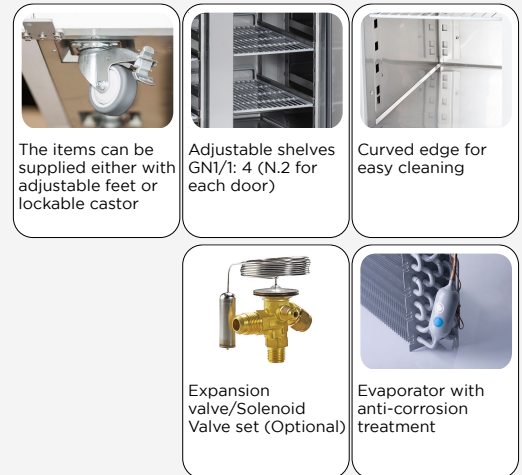 The items can be
supplied either with
adjustable feet or
lockable castor
Adjustable shelves
GN1/1: 4 (N.2 for
each door)
Curved edge for
easy cleaning
Expansion
valve/Solenoid
Valve set (Optional)
Evaporator with
anti-corrosion
treatment